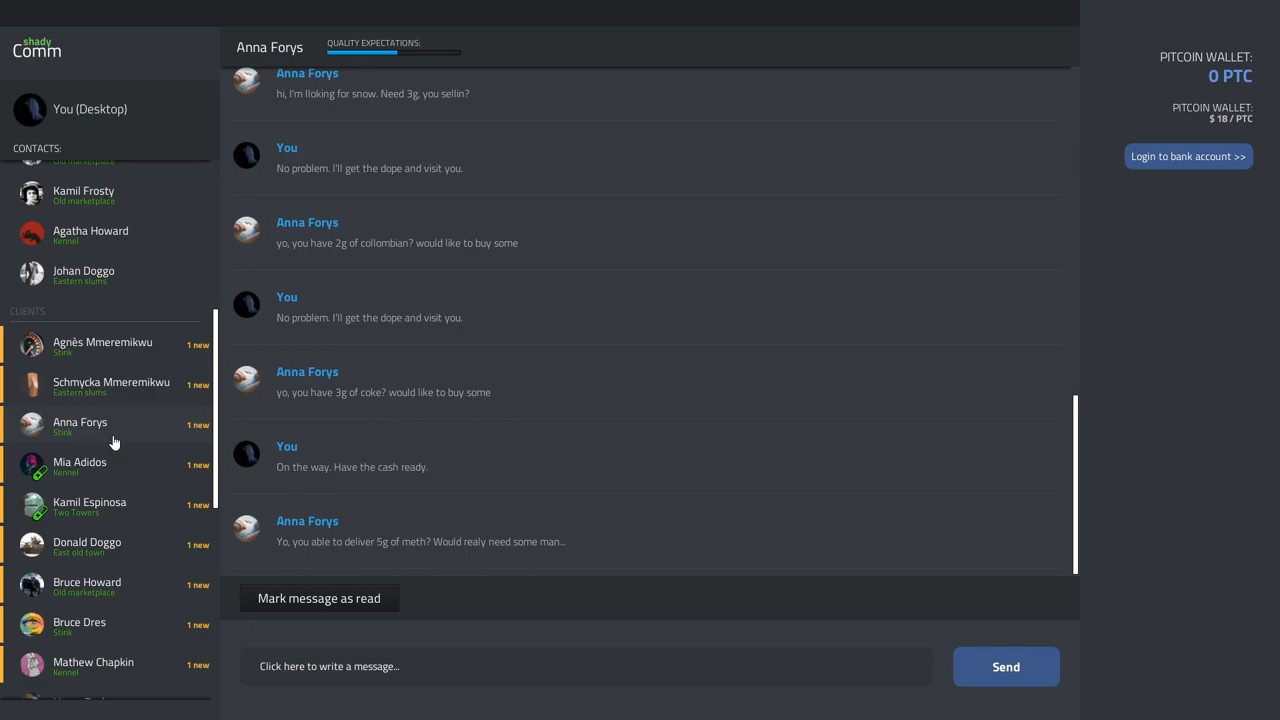 shady
Comm
You (Desktop)
CONTACTS:
Old marketplace
Kamil Frosty
Old marketplace
Agatha Howard
Kennel
Johan Doggo
Eastern slums
CLIENTS
Agnès Mmeremikwu
Stink
1 new
Schmycka Mmeremikwu
Eastern slums
1 new
Anna Forys
Stink
1 new
Mia Adidos
Kennel
1 new
Kamil Espinosa
Two Towers
1 new
Donald Doggo
East old town
1 new
Bruce Howard
Old marketplace
1 new
Bruce Dres
Stink
1 new
Mathew Chapkin
Kennel
1 new
Anna Forys
QUALITY EXPECTATIONS:
Anna Forys
hi, I'm lloking for snow. Need 3g, you sellin?
You
No problem. I'll get the dope and visit you.
Anna Forys
yo, you have 2g of collombian? would like to buy some
You
No problem. I'll get the dope and visit you.
Anna Forys
yo, you have 3g of coke? would like to buy some
You
On the way. Have the cash ready.
Anna Forys
Yo, you able to deliver 5g of meth? Would realy need some man...
Mark message as read
Click here to write a message...
Send
PITCOIN WALLET:
0 PTC
PITCOIN WALLET:
$ 18 / PTC
Login to bank account >>